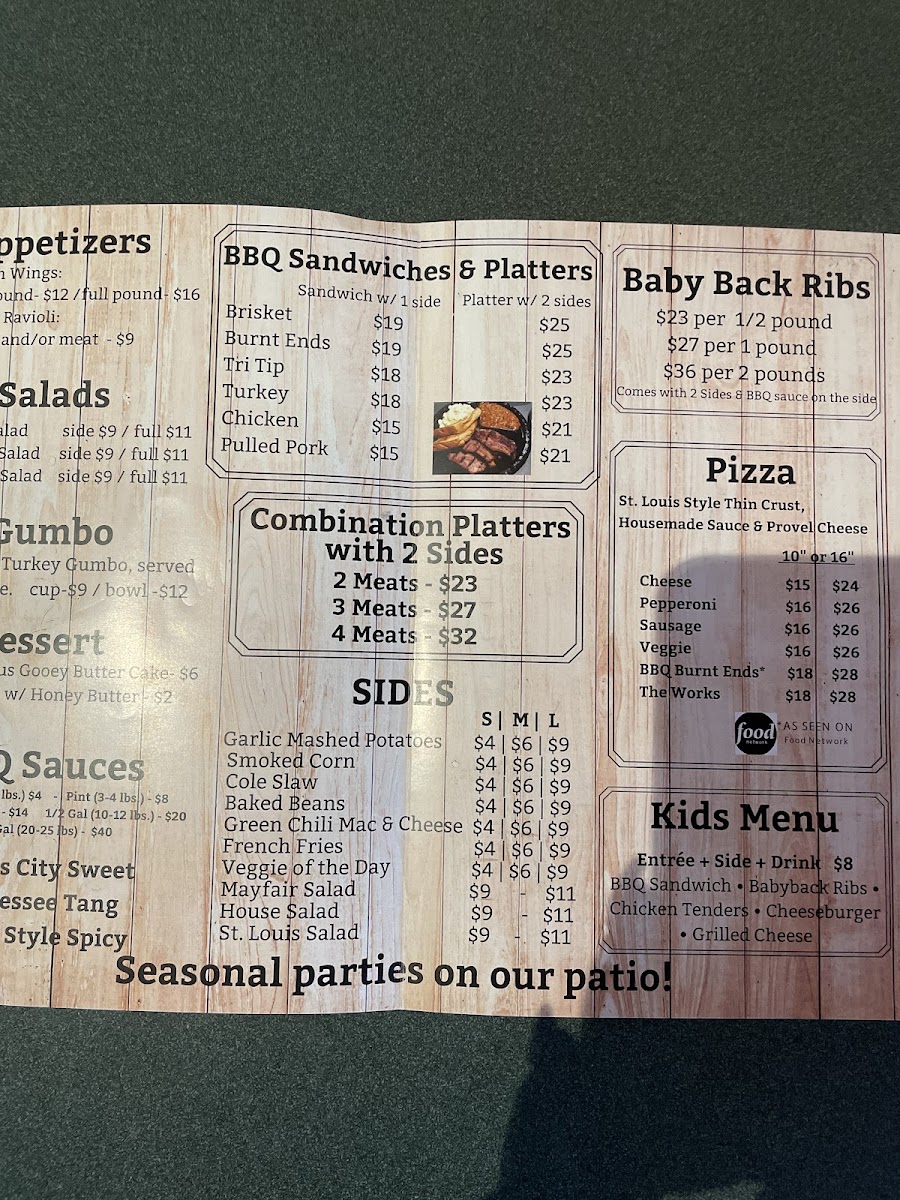 ppetizers
n Wings:
ound- $12 /full pound- $16
Ravioli:
and/or meat - $9
Salads
alad side $9 / full $11
Salad side $9 / full $11
Salad side $9 / full $11
Gumbo
Turkey Gumbo, served
e. cup-$9 / bowl -$12
essert
us Gooey Butter Cake- $6
w/ Honey Butter - $2
Q Sauces
lbs.) $4 - Pint (3-4 lbs.) - $8
- $14 1/2 Gal (10-12 lbs.) - $20
Gal (20-25 lbs) - $40
s City Sweet
essee Tang
Style Spicy
BBQ Sandwiches & Platters
Sandwich w/ 1 side Platter w/ 2 sides
Brisket $19 $25
Burnt Ends $19 $25
Tri Tip $18 $23
Turkey $18 $23
Chicken $15 $21
Pulled Pork $15 $21
Combination Platters
with 2 Sides
2 Meats - $23
3 Meats - $27
4 Meats - $32
SIDES
S | M | L
Garlic Mashed Potatoes $4 | $6 | $9
Smoked Corn $4 | $6 | $9
Cole Slaw $4 | $6 | $9
Baked Beans $4 | $6 | $9
Green Chili Mac & Cheese $4 | $6 | $9
French Fries $4 | $6 | $9
Veggie of the Day $4 | $6 | $9
Mayfair Salad $9 - $11
House Salad $9 - $11
St. Louis Salad $9 - $11
Baby Back Ribs
$23 per 1/2 pound
$27 per 1 pound
$36 per 2 pounds
Comes with 2 Sides & BBQ sauce on the side
Pizza
St. Louis Style Thin Crust,
Housemade Sauce & Provel Cheese
10" or 16"
Cheese $15 $24
Pepperoni $16 $26
Sausage $16 $26
Veggie $16 $26
BBQ Burnt Ends* $18 $28
The Works $18 $28
food
network
*AS SEEN ON
Food Network
Kids Menu
Entrée + Side + Drink $8
BBQ Sandwich • Babyback Ribs •
Chicken Tenders • Cheeseburger
• Grilled Cheese
Seasonal parties on our patio!